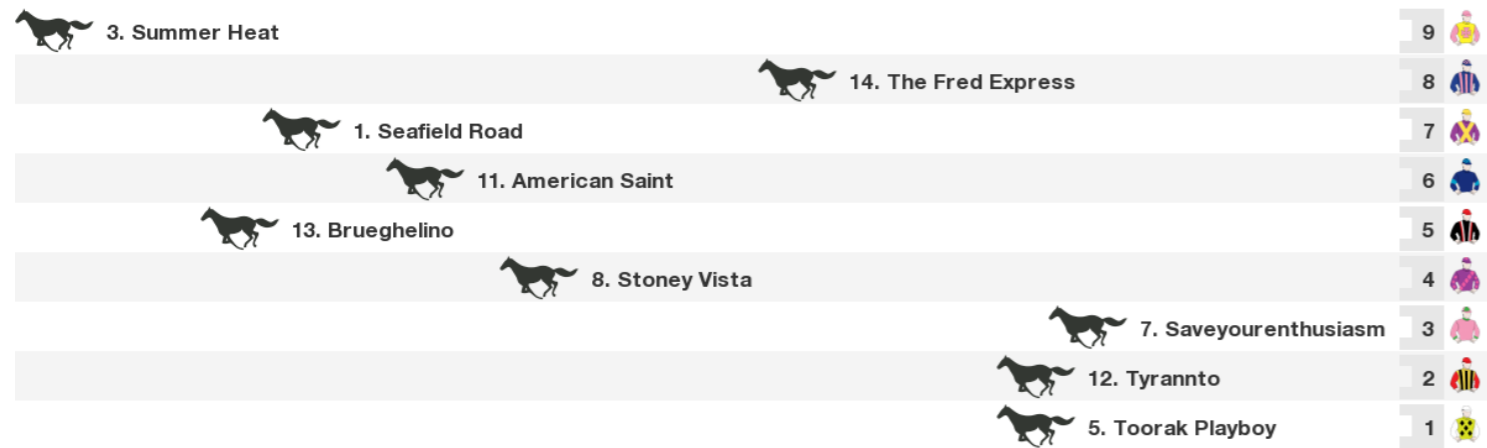 3. Summer Heat 9
14. The Fred Express 8
1. Seafield Road 7
11. American Saint 6
13. Brueghelino 5
8. Stoney Vista 4
7. Saveyourenthusiasm 3
12. Tyrannto 2
5. Toorak Playboy 1